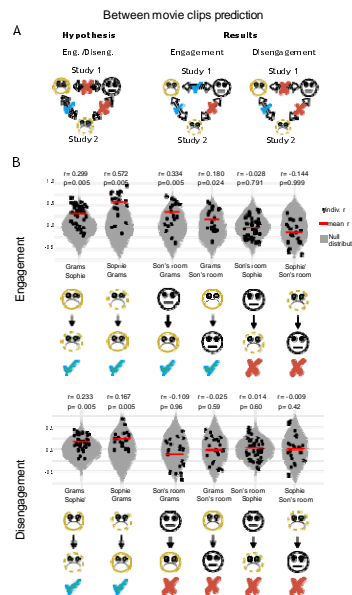 Between movie clips prediction
A
Hypothesis
Results
Eng. /Diseng.
Engagement
Disengagement
Study 1
Study 1
Study 1
Study 2
Study 2
Study 2
B
r= 0.299 r= 0.572 r= 0.334 r= 0.180 r= -0.028 r= -0.144
p=0.005 p=0.005 p=0.005 p=0.024 p=0.791 p=0.999
Engagement
indiv. r
mean r
Null
distribut
Grams Sophie Son's room Grams Son's room Sophie/
Sophie Grams Grams Son's room Sophie Son's room
r= 0.233 r= 0.167 r= -0.109 r= -0.025 r= 0.014 r= -0.009
p= 0.005 p= 0.005 p= 0.96 p= 0.59 p= 0.60 p= 0.42
Disengagement
Grams Sophie Son's room Grams Son's room Sophie
Sophie/ Grams Grams Son's room Sophie Son's room